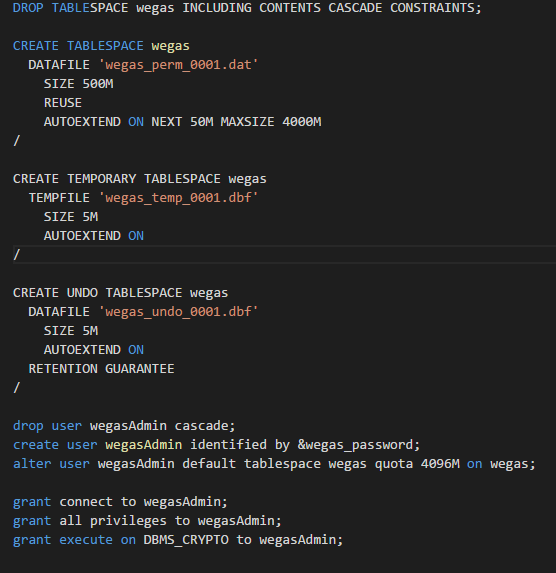 DROP TABLESPACE wegas INCLUDING CONTENTS CASCADE CONSTRAINTS;
CREATE TABLESPACE wegas
DATAFILE 'wegas_perm_0001.dat'
SIZE 500M
REUSE
AUTOEXTEND ON NEXT 50M MAXSIZE 4000M
/
CREATE TEMPORARY TABLESPACE wegas
TEMPFILE 'wegas_temp_0001.dbf'
SIZE 5M
AUTOEXTEND ON
/
CREATE UNDO TABLESPACE wegas
DATAFILE 'wegas_undo_0001.dbf'
SIZE 5M
AUTOEXTEND ON
RETENTION GUARANTEE
/
drop user wegasAdmin cascade;
create user wegasAdmin identified by &wegas_password;
alter user wegasAdmin default tablespace wegas quota 4096M on wegas;
grant connect to wegasAdmin;
grant all privileges to wegasAdmin;
grant execute on DBMS_CRYPTO to wegasAdmin;